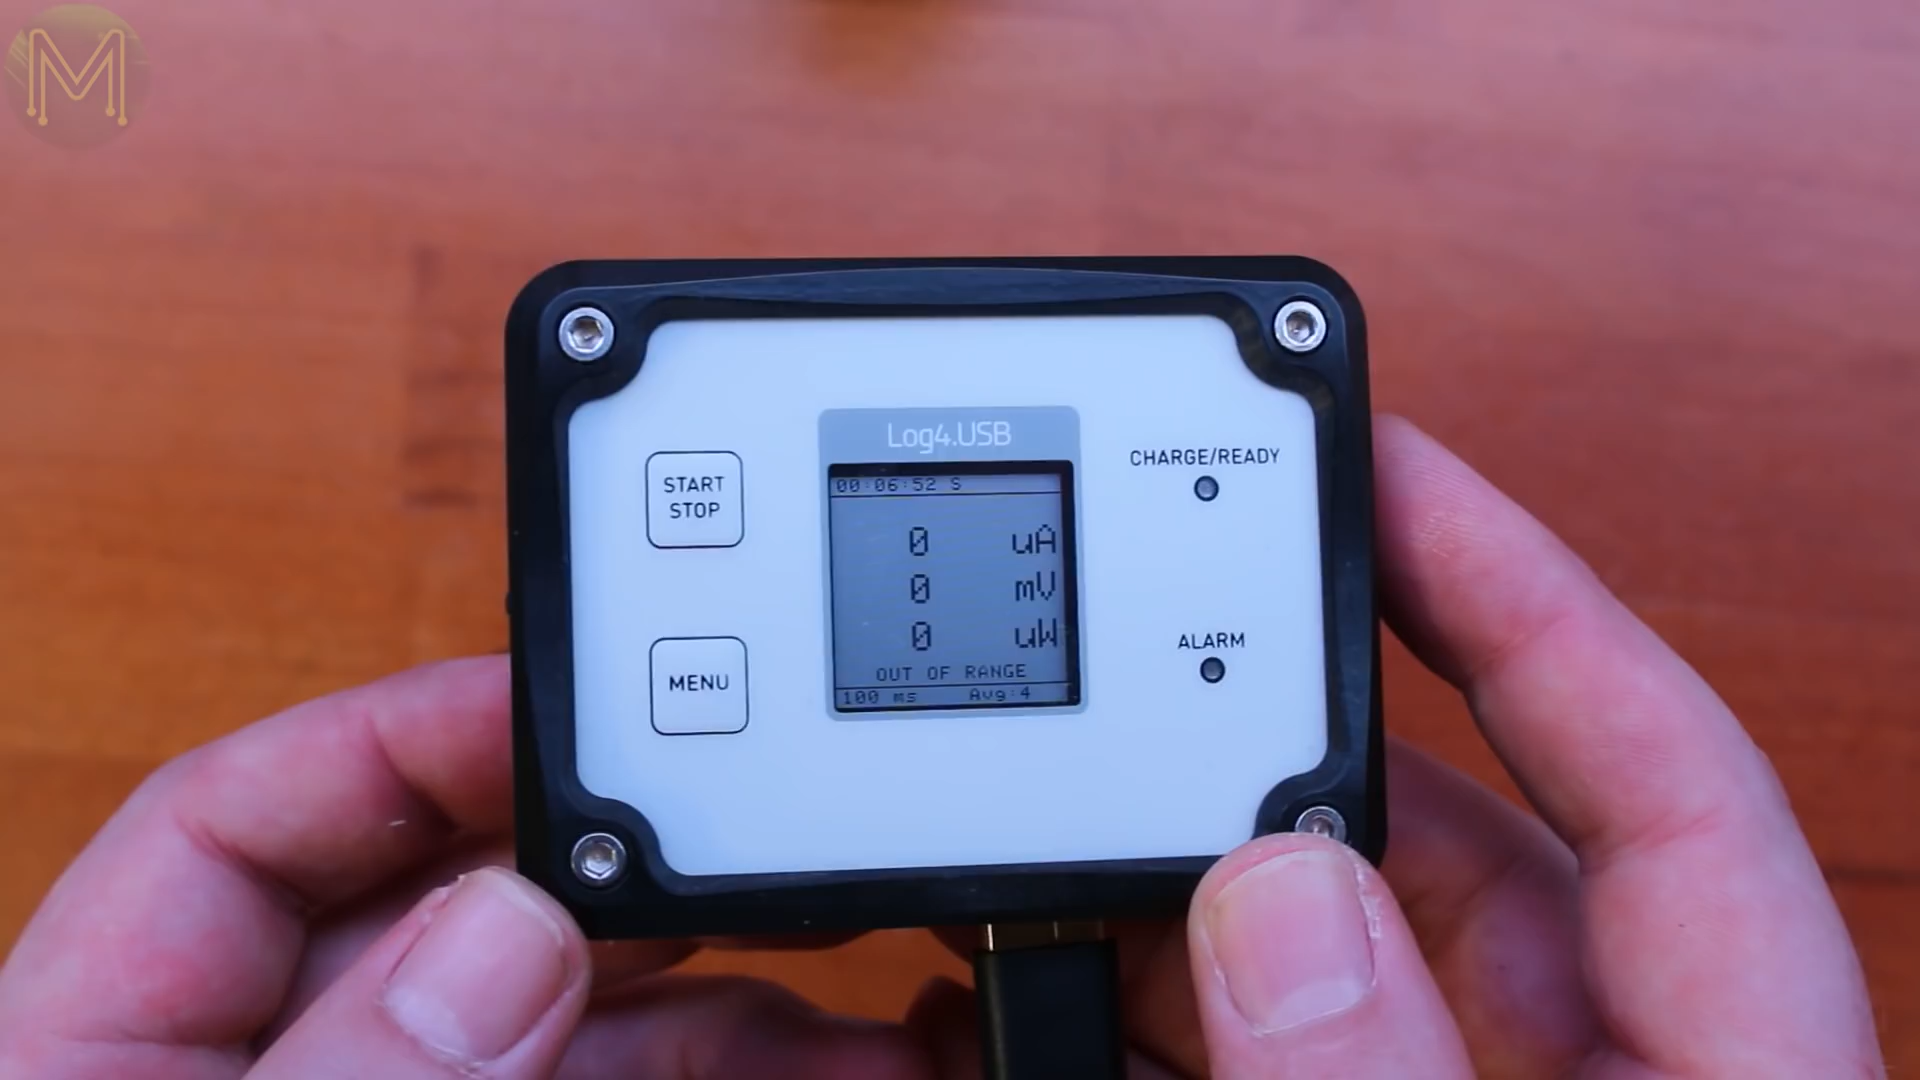 M
Log4.USB
START
STOP
MENU
00:06:52 S
0 uA
0 mV
0 uW
OUT OF RANGE
100 ms Avg:4
CHARGE/READY
ALARM